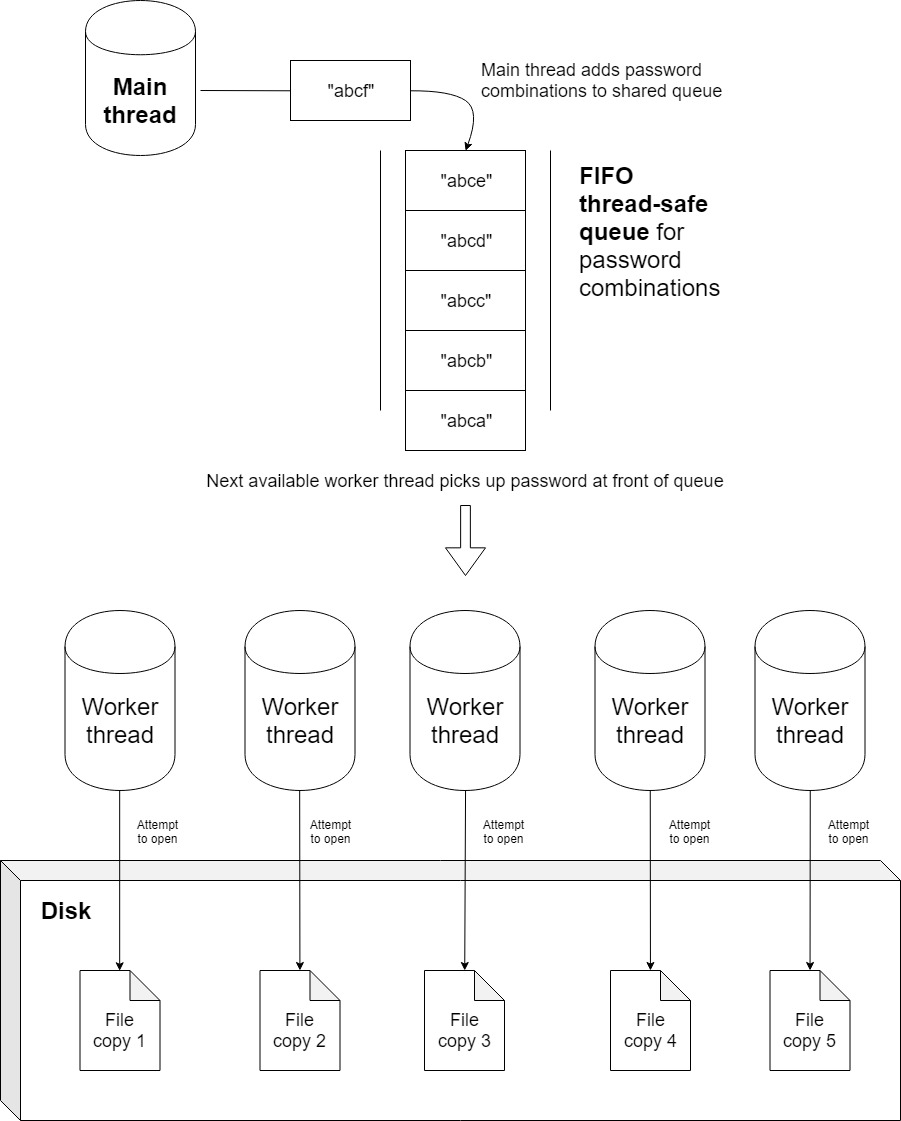 Main
thread
"abcf"
Main thread adds password
combinations to shared queue
"abce"
"abcd"
"abcc"
"abcb"
"abca"
FIFO
thread-safe
queue for
password
combinations
Next available worker thread picks up password at front of queue
Worker
thread
Worker
thread
Worker
thread
Worker
thread
Worker
thread
Attempt
to open
Attempt
to open
Attempt
to open
Attempt
to open
Attempt
to open
Disk
File
copy 1
File
copy 2
File
copy 3
File
copy 4
File
copy 5